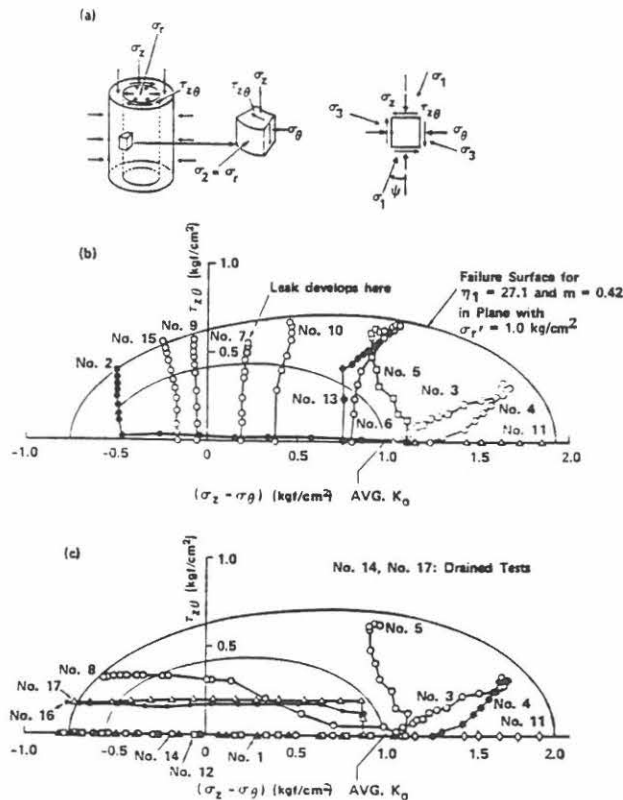 (a)
σr
σz
τzθ
σz
τzθ
σθ
σ2 = σr
σ1
σz
τzθ
σ3
σθ
σ3
σ1
ψ
(b)
τzθ (kgf/cm²)
1.0
0.5
Leak develops here
Failure Surface for
η1 = 27.1 and m = 0.42
in Plane with
σr' = 1.0 kg/cm²
No. 2
No. 15
No. 9
No. 7
No. 10
No. 13
No. 5
No. 6
No. 3
No. 4
No. 11
-1.0
-0.5
0
0.5
1.0
1.5
2.0
(σz - σθ) (kgf/cm²)
AVG. Ko
(c)
τzθ (kgf/cm²)
1.0
0.5
No. 14, No. 17: Drained Tests
No. 8
No. 17
No. 16
No. 5
No. 3
No. 4
No. 11
No. 14
No. 12
No. 1
-1.0
-0.5
0
0.5
1.0
1.5
2.0
(σz - σθ) (kgf/cm²)
AVG. Ko